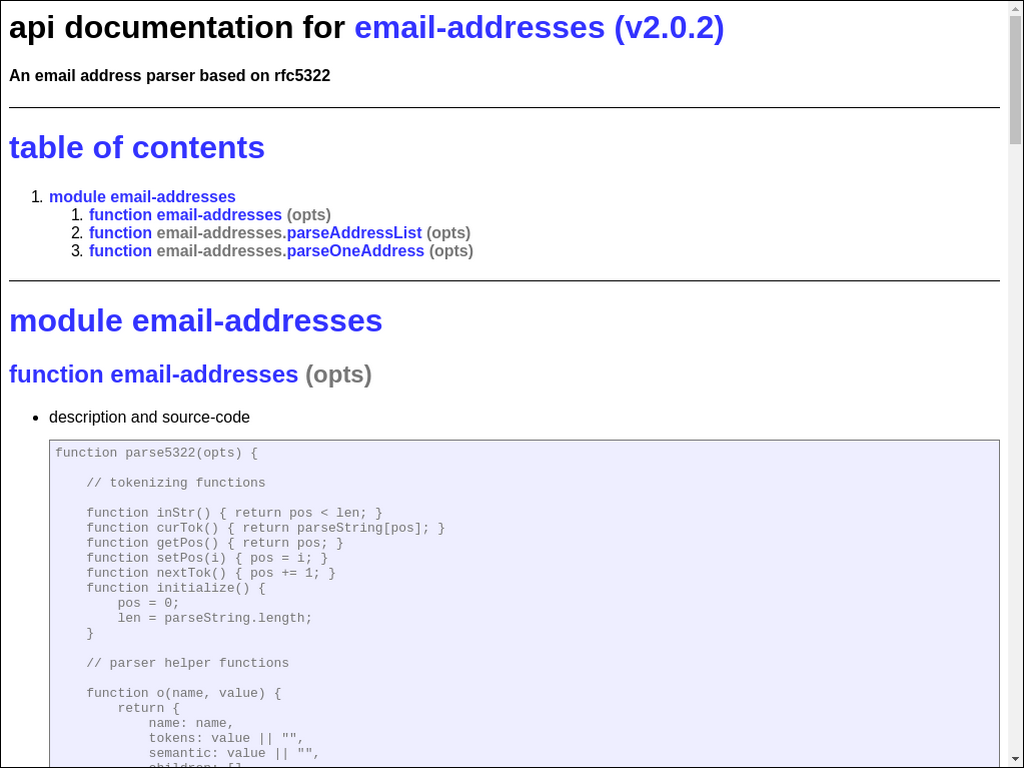 api documentation for email-addresses (v2.0.2)
An email address parser based on rfc5322
table of contents
1. module email-addresses
1. function email-addresses (opts)
2. function email-addresses.parseAddressList (opts)
3. function email-addresses.parseOneAddress (opts)
module email-addresses
function email-addresses (opts)
• description and source-code
function parse5322(opts) {
// tokenizing functions
function inStr() { return pos < len; }
function curTok() { return parseString[pos]; }
function getPos() { return pos; }
function setPos(i) { pos = i; }
function nextTok() { pos += 1; }
function initialize() {
pos = 0;
len = parseString.length;
}
// parser helper functions
function o(name, value) {
return {
name: name,
tokens: value || "",
semantic: value || "",
children: []